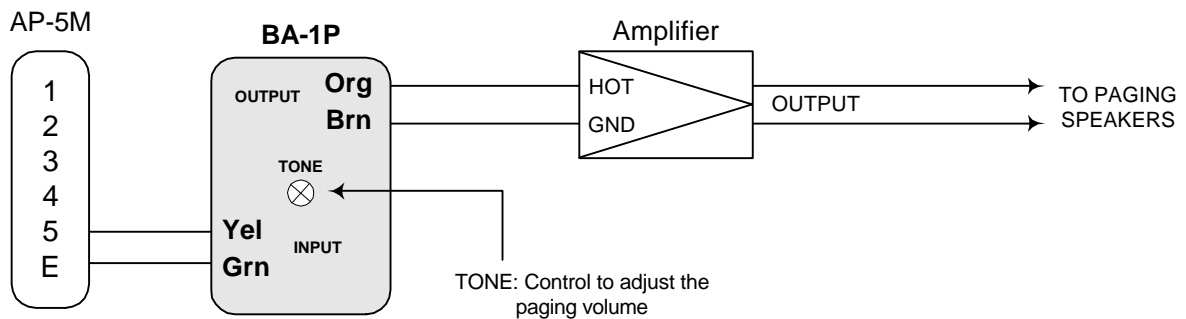 AP-5M
1
2
3
4
5
E
BA-1P
OUTPUT
Org
Brn
TONE
Yel
INPUT
Grn
Amplifier
HOT
GND
OUTPUT
TO PAGING
SPEAKERS
TONE: Control to adjust the
paging volume